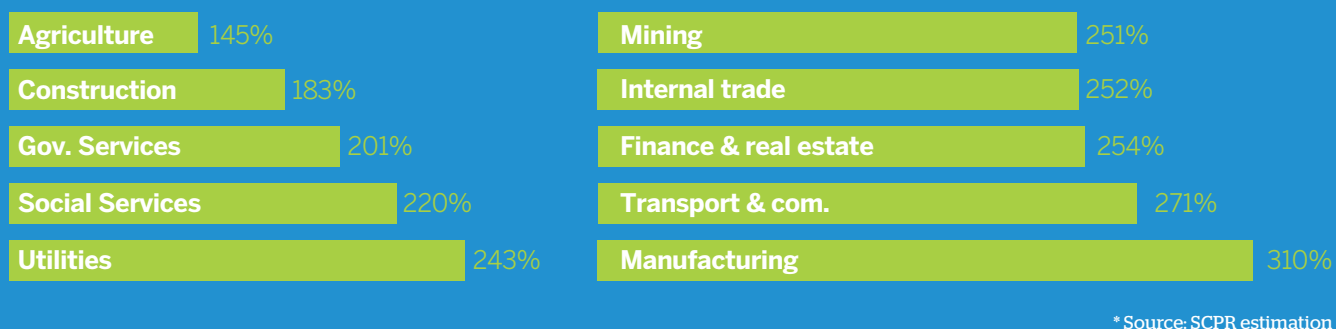 Agriculture 145%
Construction 183%
Gov. Services 201%
Social Services 220%
Utilities 243%
Mining 251%
Internal trade 252%
Finance & real estate 254%
Transport & com. 271%
Manufacturing 310%
* Source: SCPR estimation